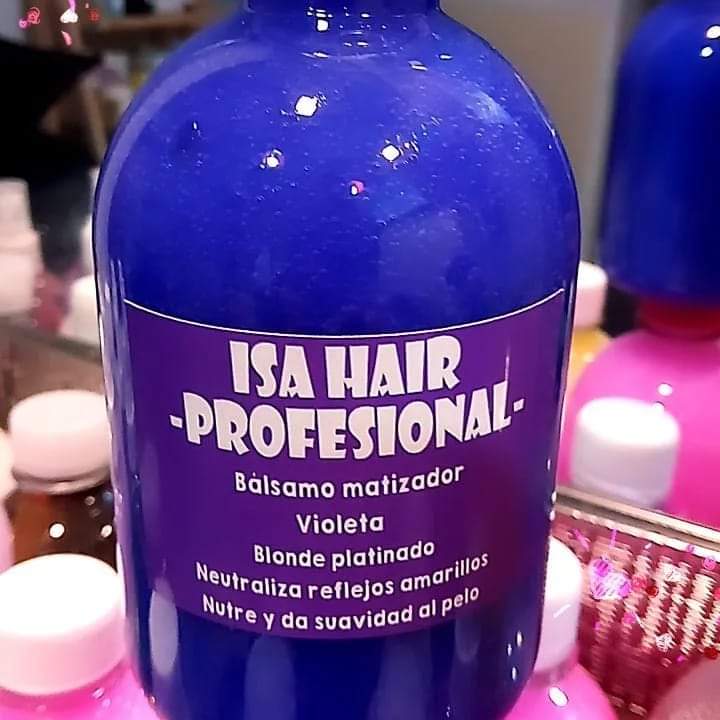 ISA HAIR
-PROFESIONAL-
Bálsamo matizador
Violeta
Blonde platinado
Neutraliza reflejos amarillos
Nutre y da suavidad al pelo